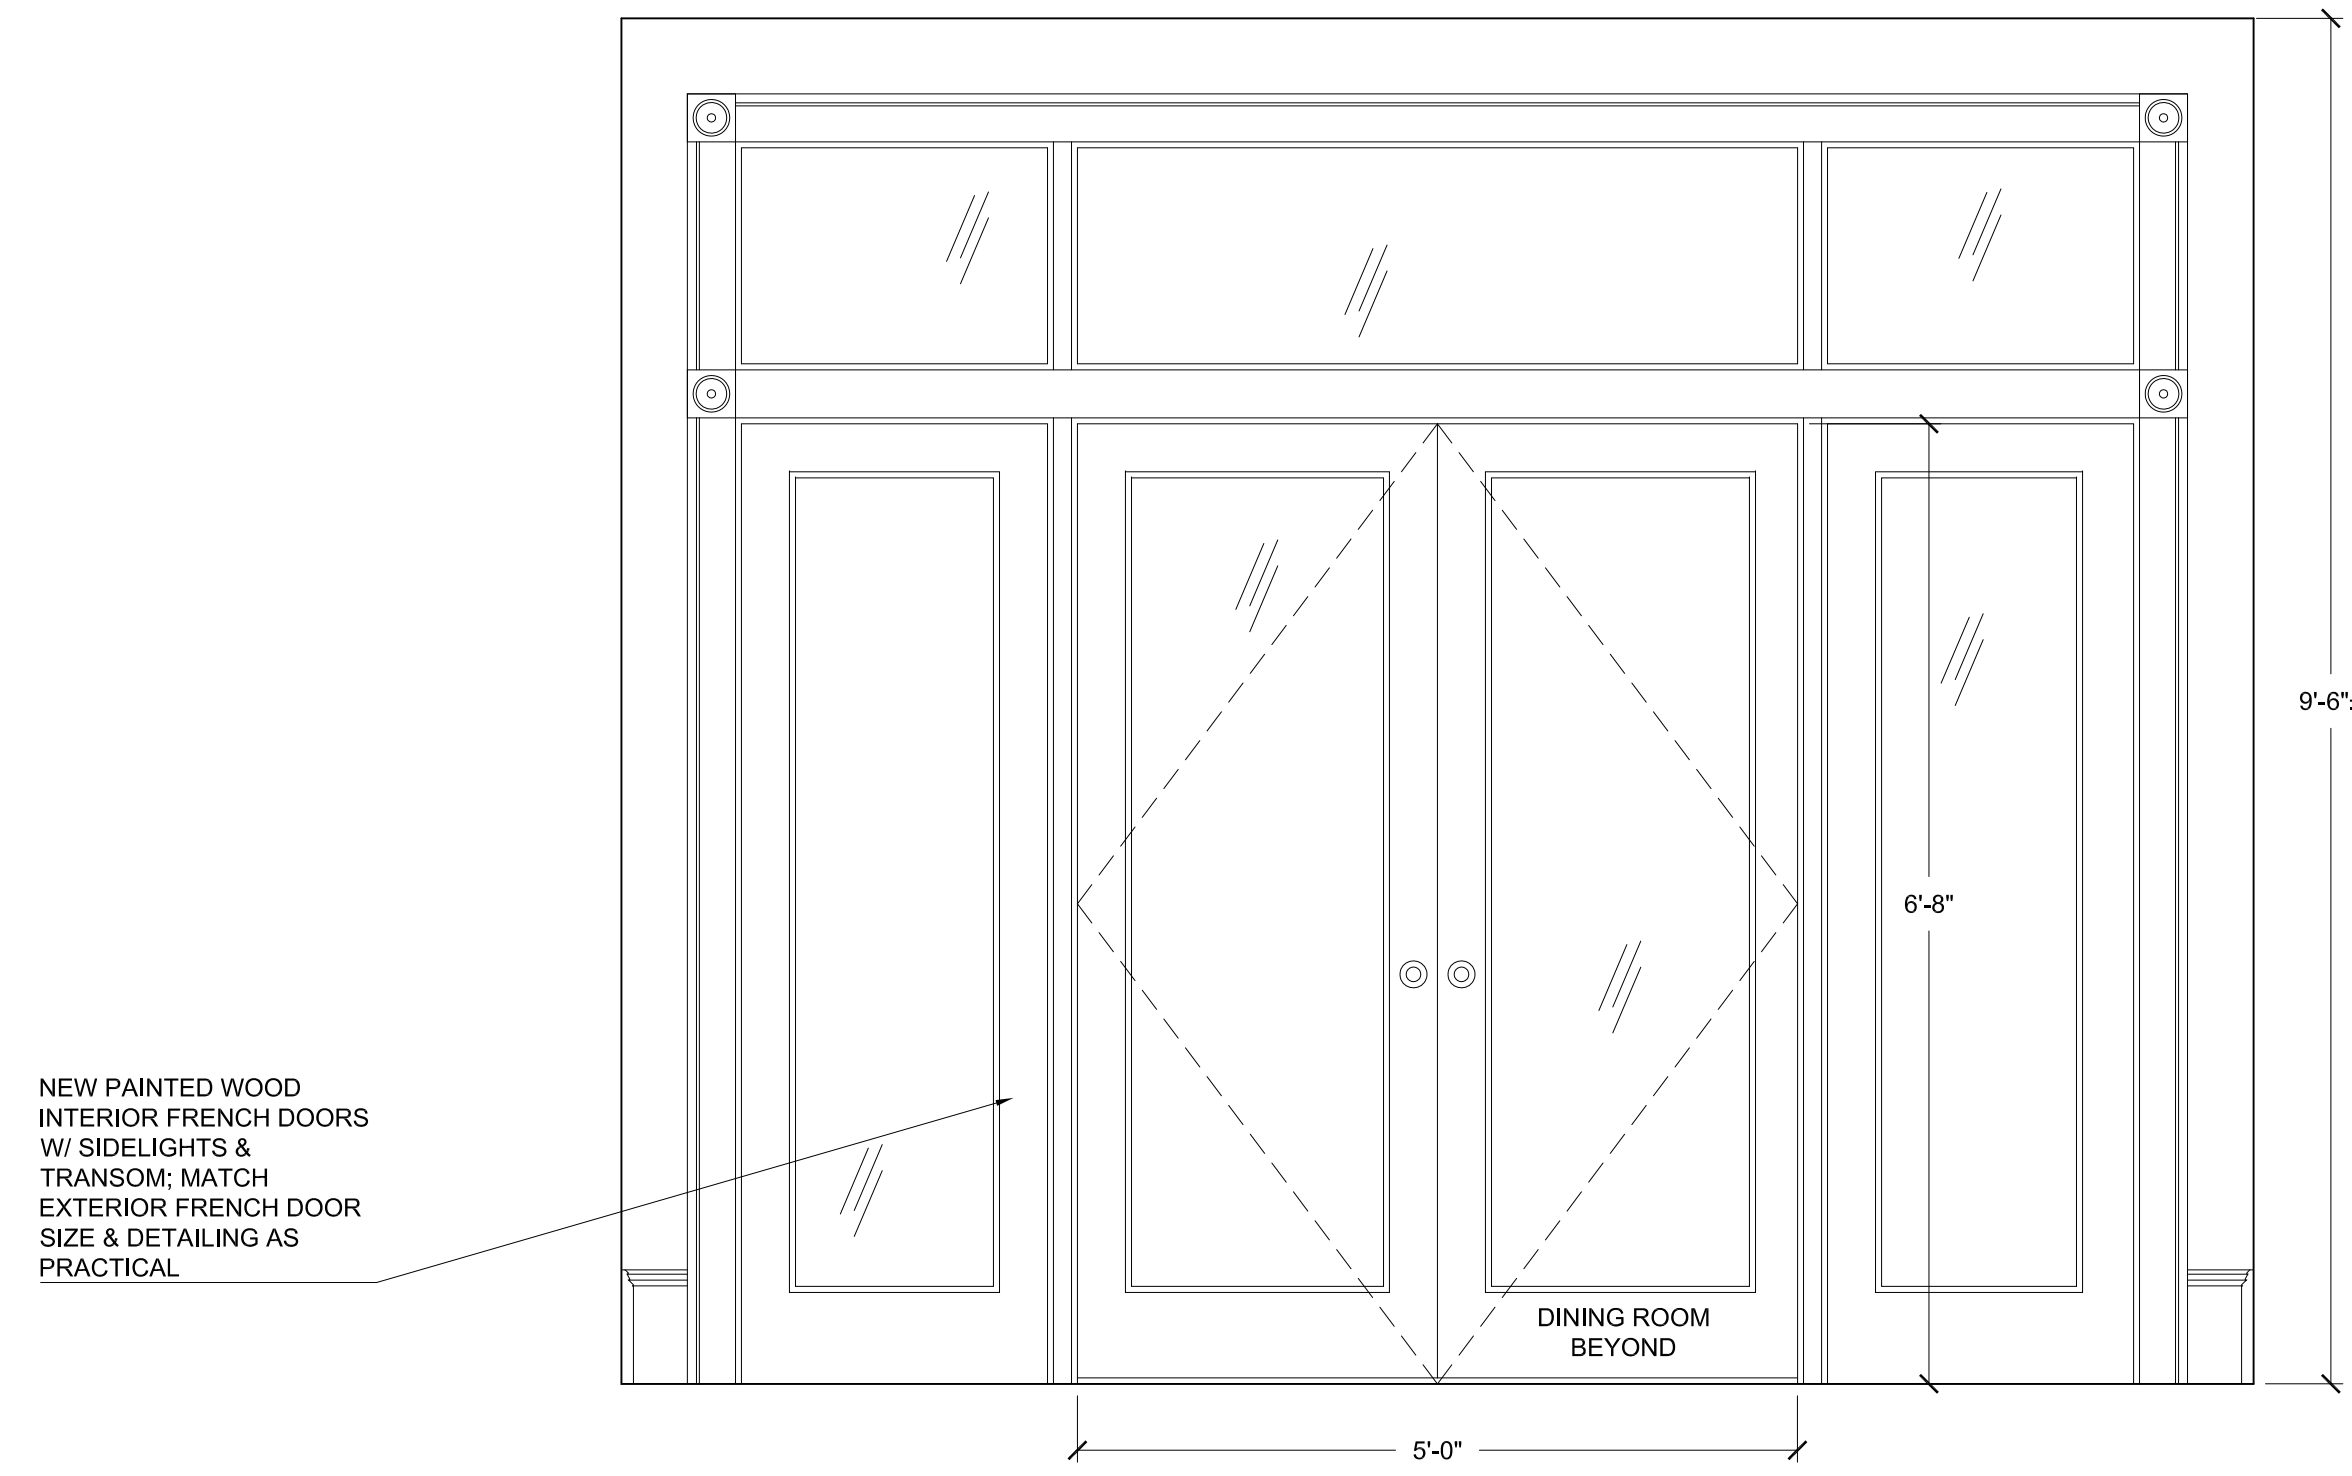 9'-6"
6'-8"
NEW PAINTED WOOD
INTERIOR FRENCH DOORS
W/ SIDELIGHTS &
TRANSOM; MATCH
EXTERIOR FRENCH DOOR
SIZE & DETAILING AS
PRACTICAL
DINING ROOM
BEYOND
5'-0"